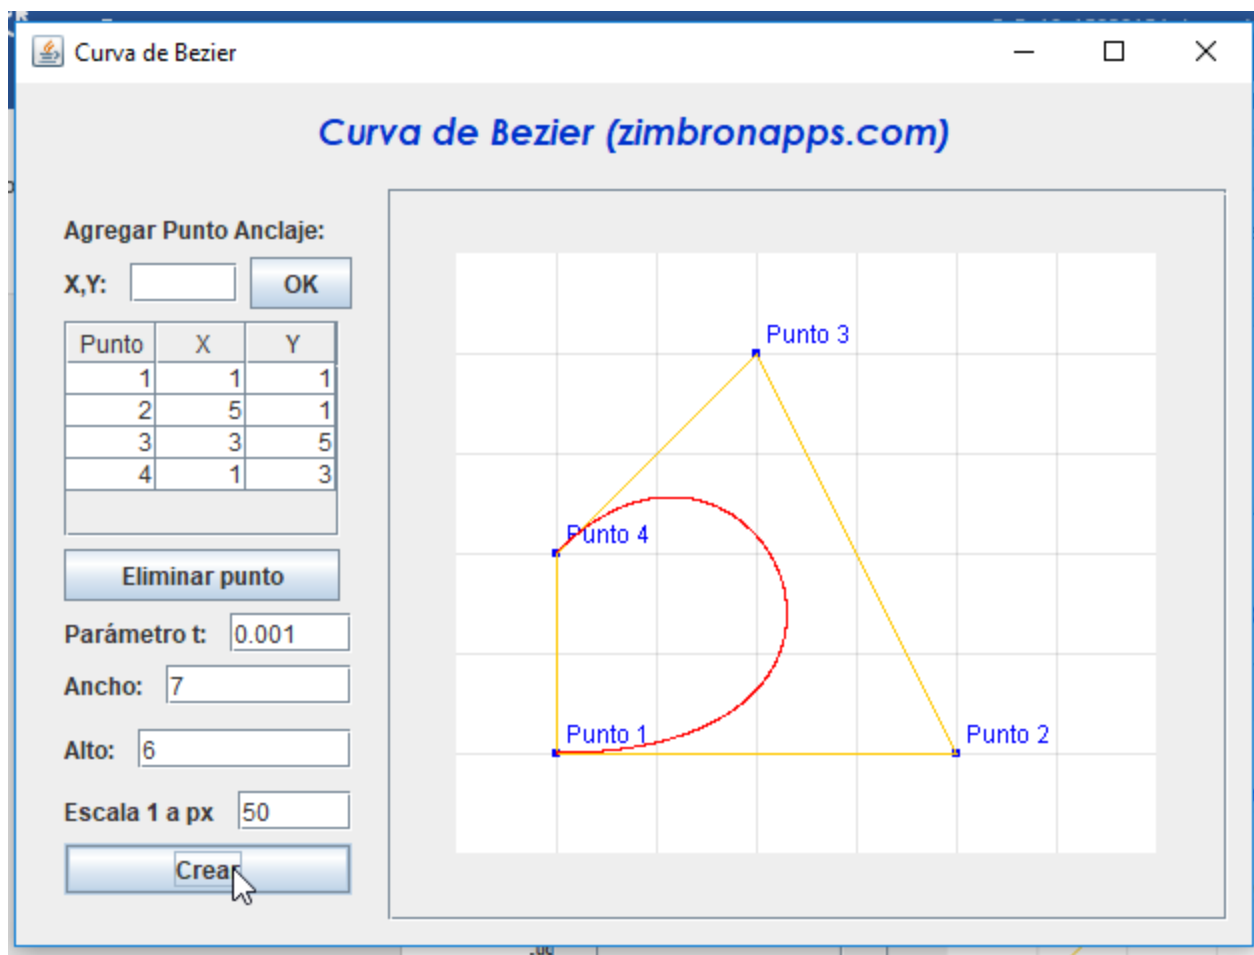 Curva de Bezier
Curva de Bezier (zimbronapps.com)
Agregar Punto Anclaje:
X,Y: OK
Punto X Y
1 1 1
2 5 1
3 3 5
4 1 3
Eliminar punto
Parámetro t: 0.001
Ancho: 7
Alto: 6
Escala 1 a px 50
Crear
Punto 3
Punto 4
Punto 1
Punto 2